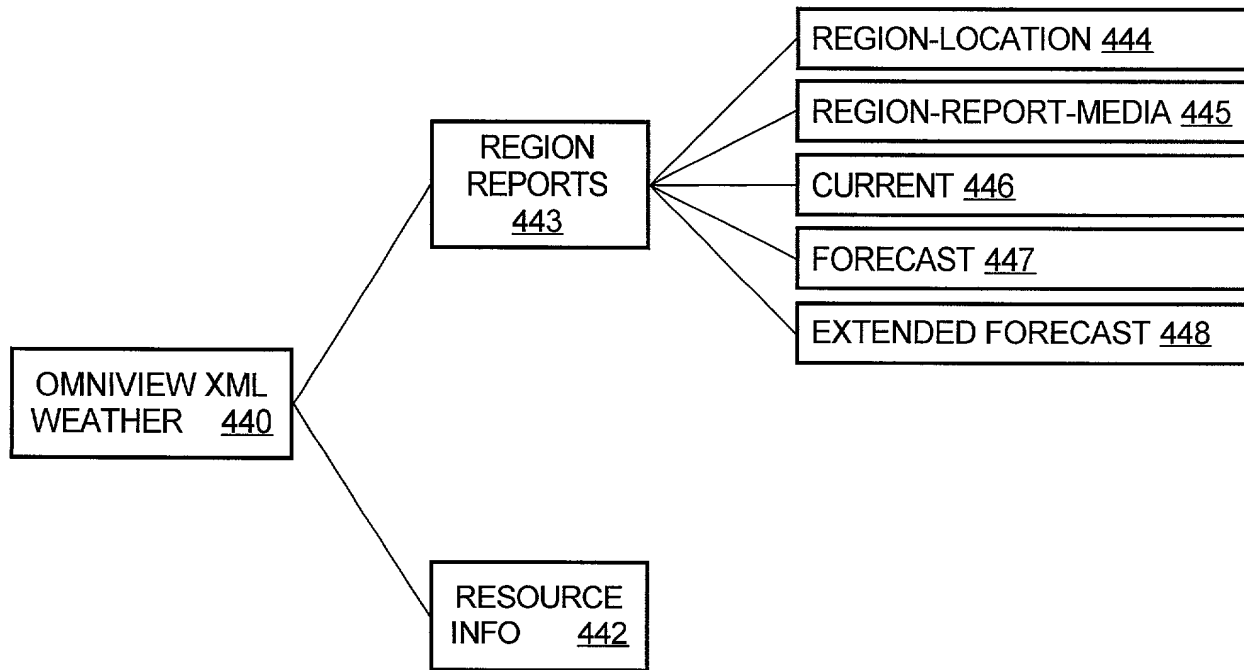 REGION-LOCATION 444
REGION-REPORT-MEDIA 445
REGION
REPORTS
443
CURRENT 446
FORECAST 447
EXTENDED FORECAST 448
OMNIVIEW XML
WEATHER 440
RESOURCE
INFO 442